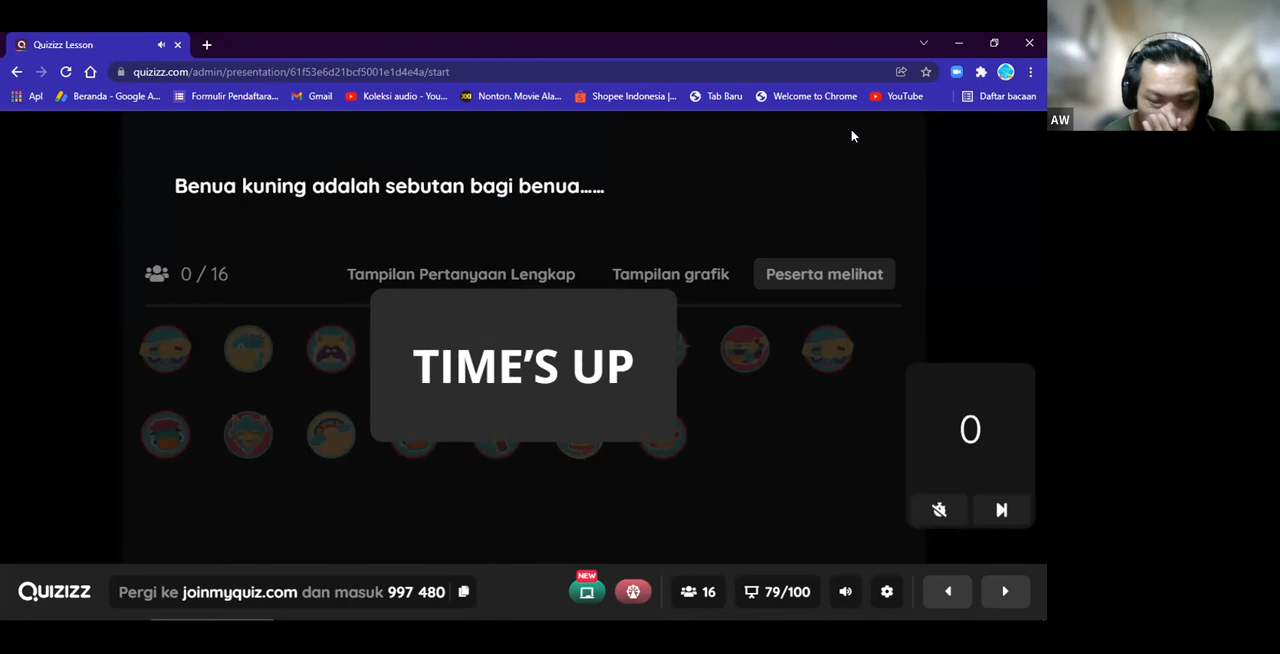 Quizizz Lesson
quizizz.com/admin/presentation/61f53e6d21bcf5001e1d4e4a/start
Apl
Beranda - Google A...
Formulir Pendaftara...
Gmail
Koleksi audio - You...
Nonton. Movie Ala...
Shopee Indonesia |...
Tab Baru
Welcome to Chrome
YouTube
Daftar bacaan
AW
Benua kuning adalah sebutan bagi benua......
0 / 16
Tampilan Pertanyaan Lengkap
Tampilan grafik
Peserta melihat
TIME'S UP
0
QUIZIZZ
Pergi ke joinmyquiz.com dan masuk 997 480
NEW
16
79/100